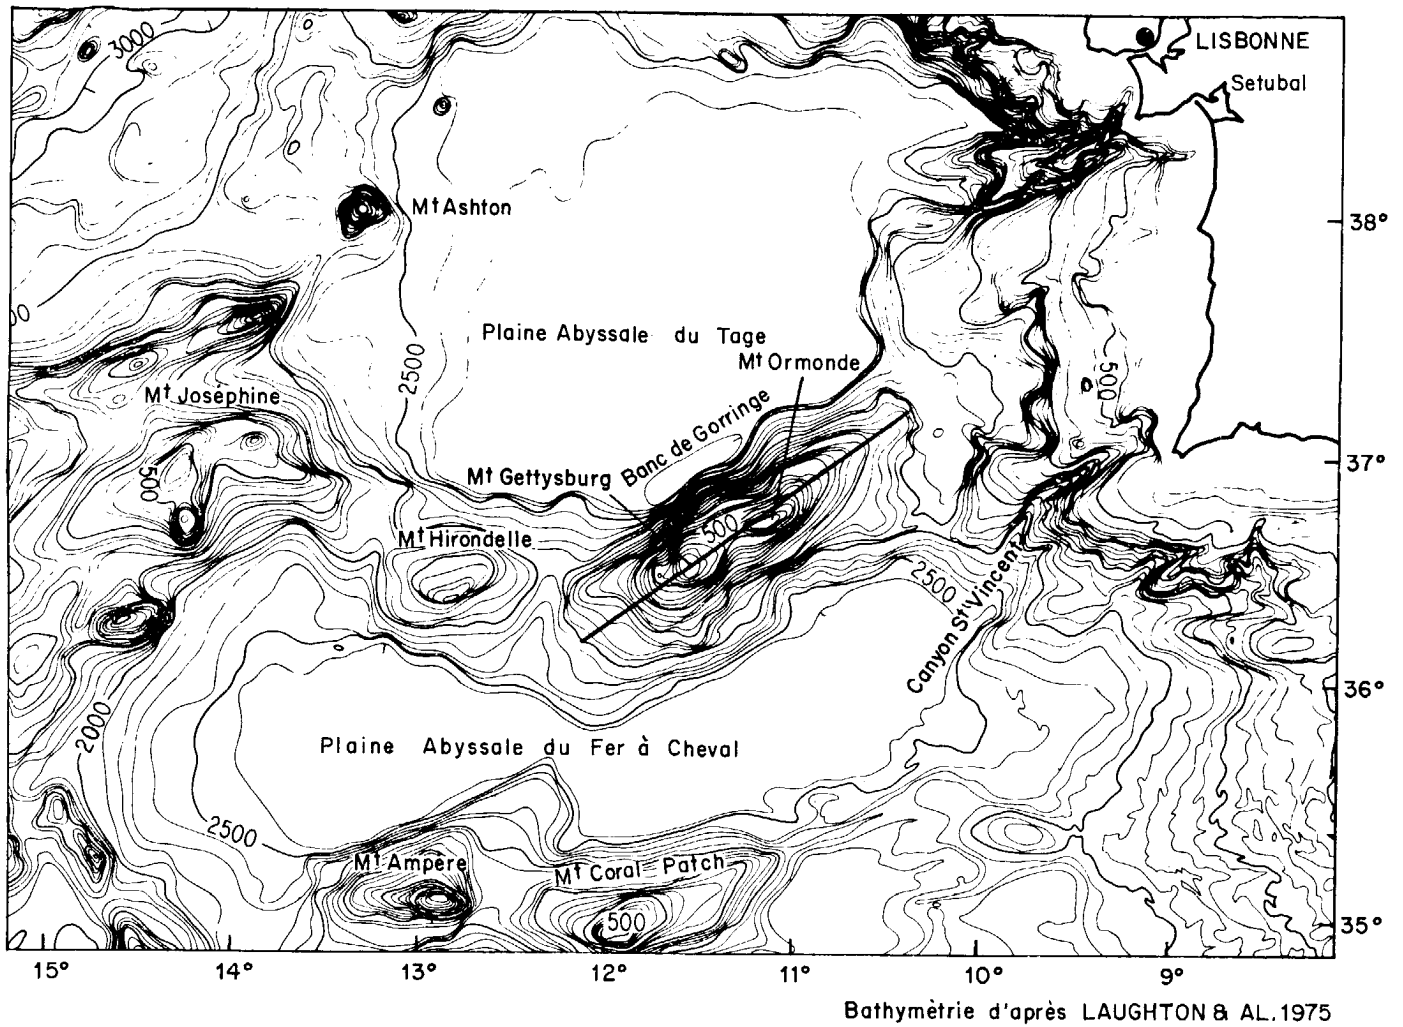 3000
LISBONNE
Setubal
Mt Ashton
38°
00
Plaine Abyssale du Tage
Mt Ormonde
2500
500
Mt Joséphine
Banc de Gorringe
37°
Mt Gettysburg
500
500
Mt Hirondelle
2500
Canyon St Vincent
36°
2000
Plaine Abyssale du Fer à Cheval
2500
Mt Ampère
Mt Coral Patch
500
35°
15° 14° 13° 12° 11° 10° 9°
Bathymètrie d'après LAUGHTON & AL. 1975